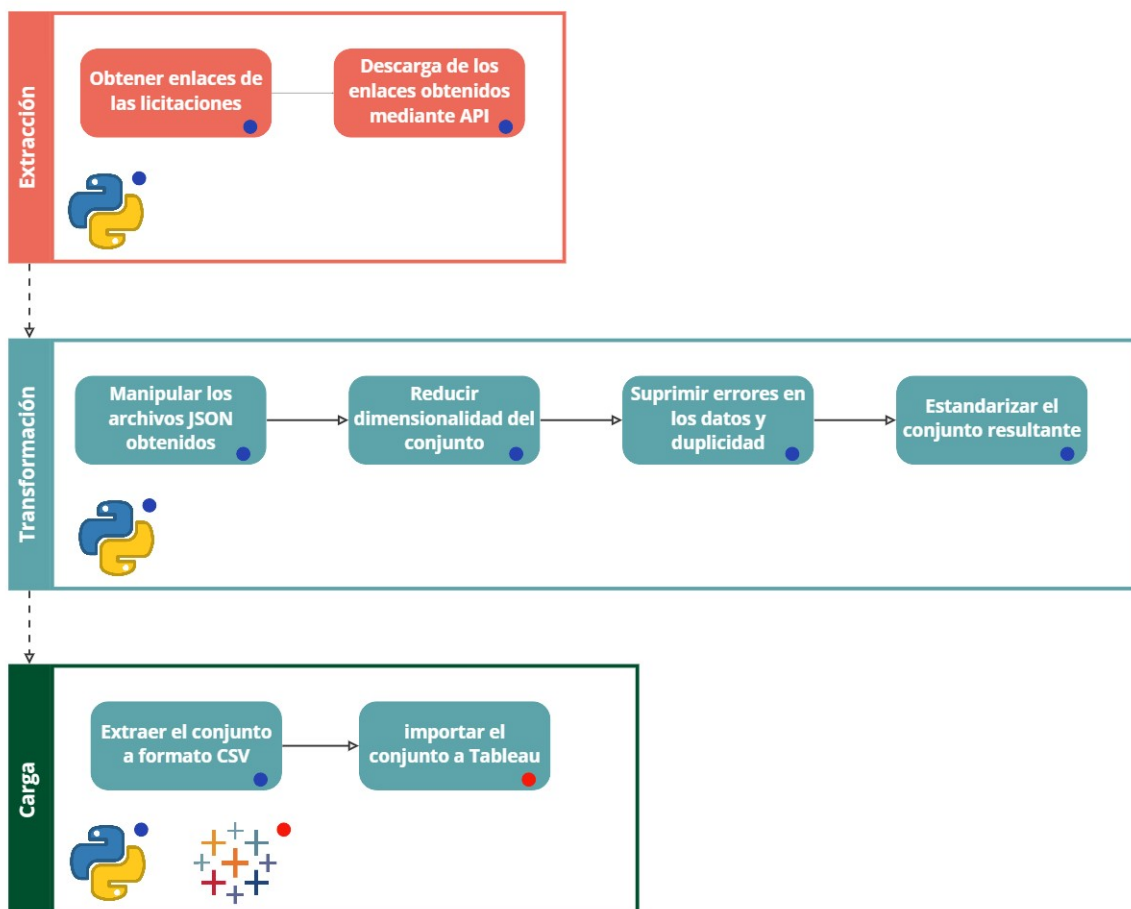 Extracción
Obtener enlaces de
las licitaciones
Descarga de los
enlaces obtenidos
mediante API
Transformación
Manipular los
archivos JSON
obtenidos
Reducir
dimensionalidad del
conjunto
Suprimir errores en
los datos y
duplicidad
Estandarizar el
conjunto resultante
Carga
Extraer el conjunto
a formato CSV
importar el
conjunto a Tableau